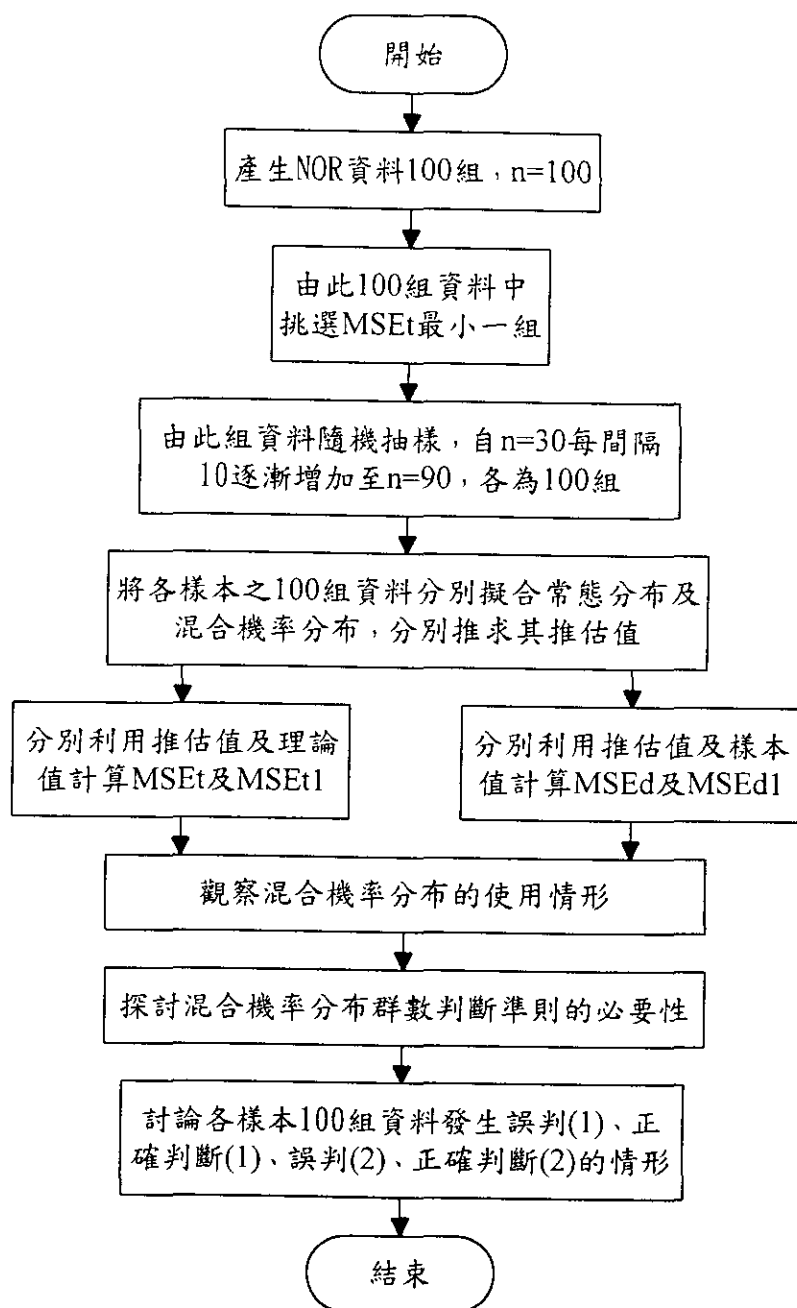 開始
產生NOR資料100組，n=100
由此100組資料中
挑選MSEt最小一組
由此組資料隨機抽樣，自n=30每間隔
10逐漸增加至n=90，各為100組
將各樣本之100組資料分別擬合常態分布及
混合機率分布，分別推求其推估值
分別利用推估值及理論
值計算MSEt及MSEt1
分別利用推估值及樣本
值計算MSEd及MSEd1
觀察混合機率分布的使用情形
探討混合機率分布群數判斷準則的必要性
討論各樣本100組資料發生誤判(1)、正
確判斷(1)、誤判(2)、正確判斷(2)的情形
結束